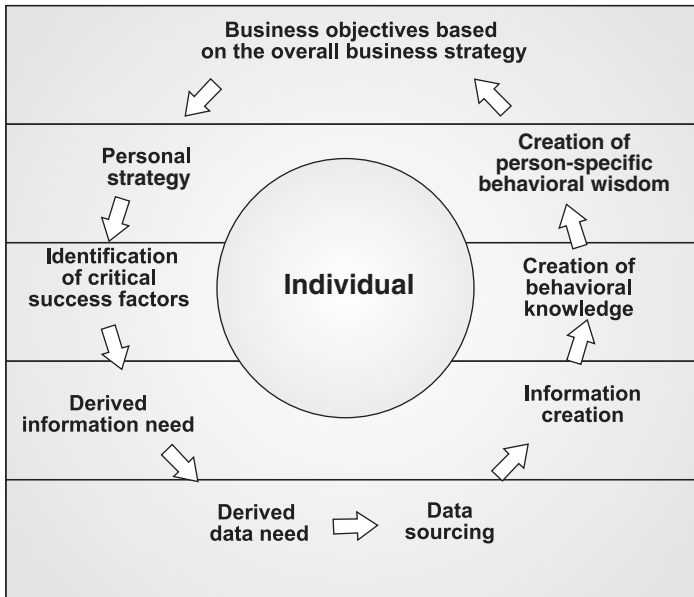 Business objectives based
on the overall business strategy
Personal
strategy
Creation of
person-specific
behavioral wisdom
Identification
of critical
success factors
Individual
Creation of
behavioral
knowledge
Derived
information need
Information
creation
Derived
data need
Data
sourcing